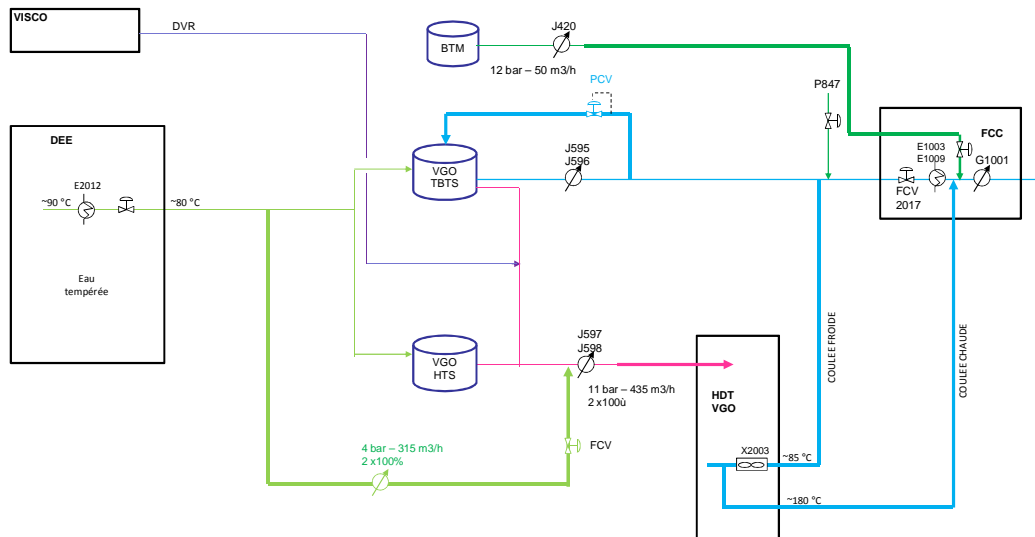 VISCO
DVR
J420
BTM
12 bar – 50 m3/h
PCV
P847
DEE
FCC
E2012
VGO
TBTS
J595
J596
E1003
E1009
G1001
~90 °C
~80 °C
FCV
2017
Eau
tempérée
COULEE FROIDE
COULEE CHAUDE
J597
J598
VGO
HTS
11 bar – 435 m3/h
2 x100ù
HDT
VGO
4 bar – 315 m3/h
2 x100%
FCV
X2003
~85 °C
~180 °C